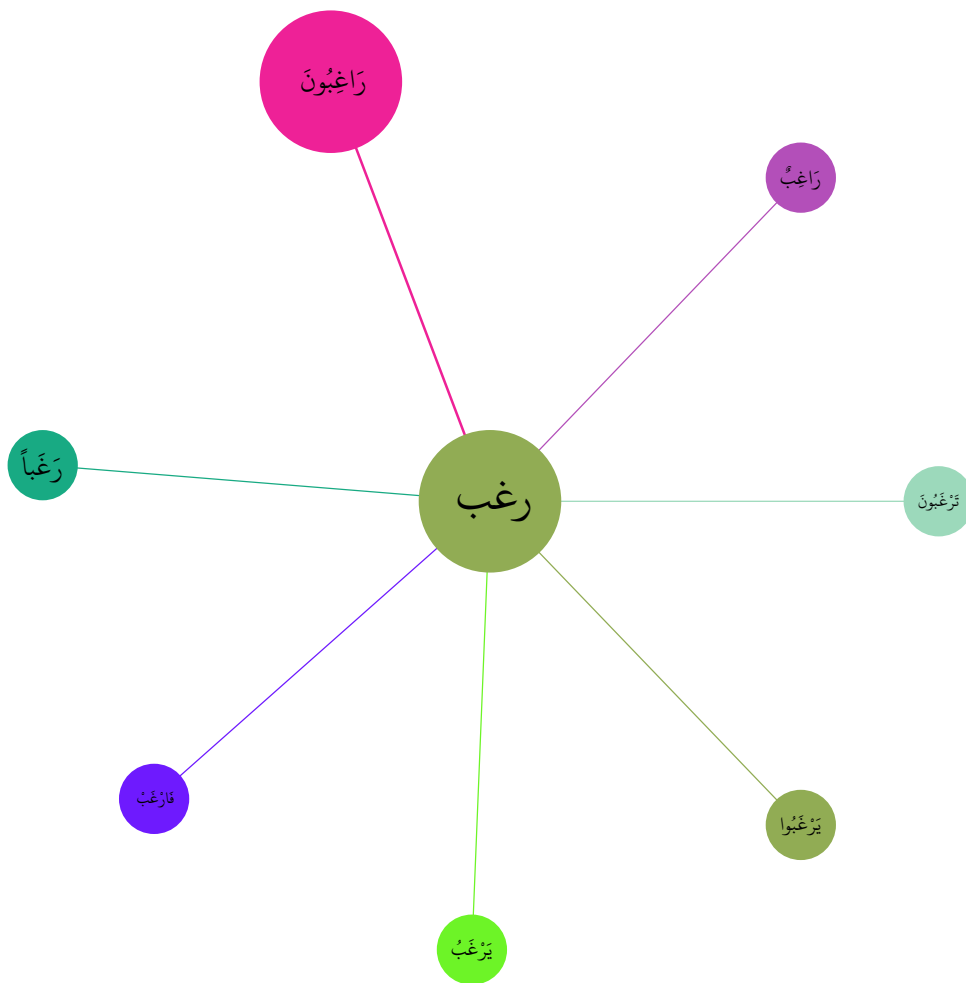 رَاغِبُونَ
رَاغِبٌ
رَغَباً
رغب
تَرْغَبُونَ
فَارْغَبْ
يَرْغَبُوا
يَرْغَبُ